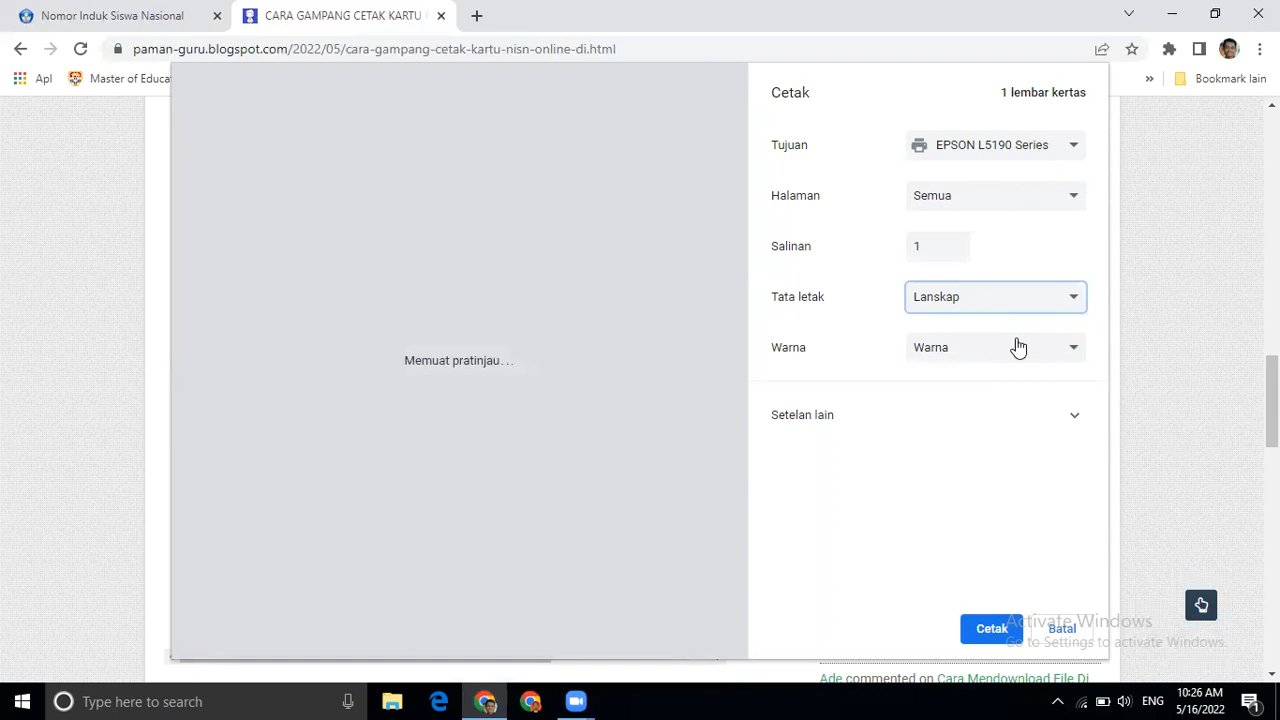 Nomor Induk Siswa Nasional
CARA GAMPANG CETAK KARTU
paman-guru.blogspot.com/2022/05/cara-gampang-cetak-kartu-nisn-online-di.html
Apl
Master of Educat
»
Bookmark lain
Cetak
1 lembar kertas
Tujuan
EPSON L5190 Series
Halaman
Semua
Salinan
1
Tata letak
Lanskap
Warna
Warna
Memuat pratinjau...
Setelan lain
Cetak
Batal
Activate Windows
Go to Settings to activate Windows.
Ade commented on Cara Mendownload File Di
Type here to search
ENG
10:26 AM
5/16/2022
1